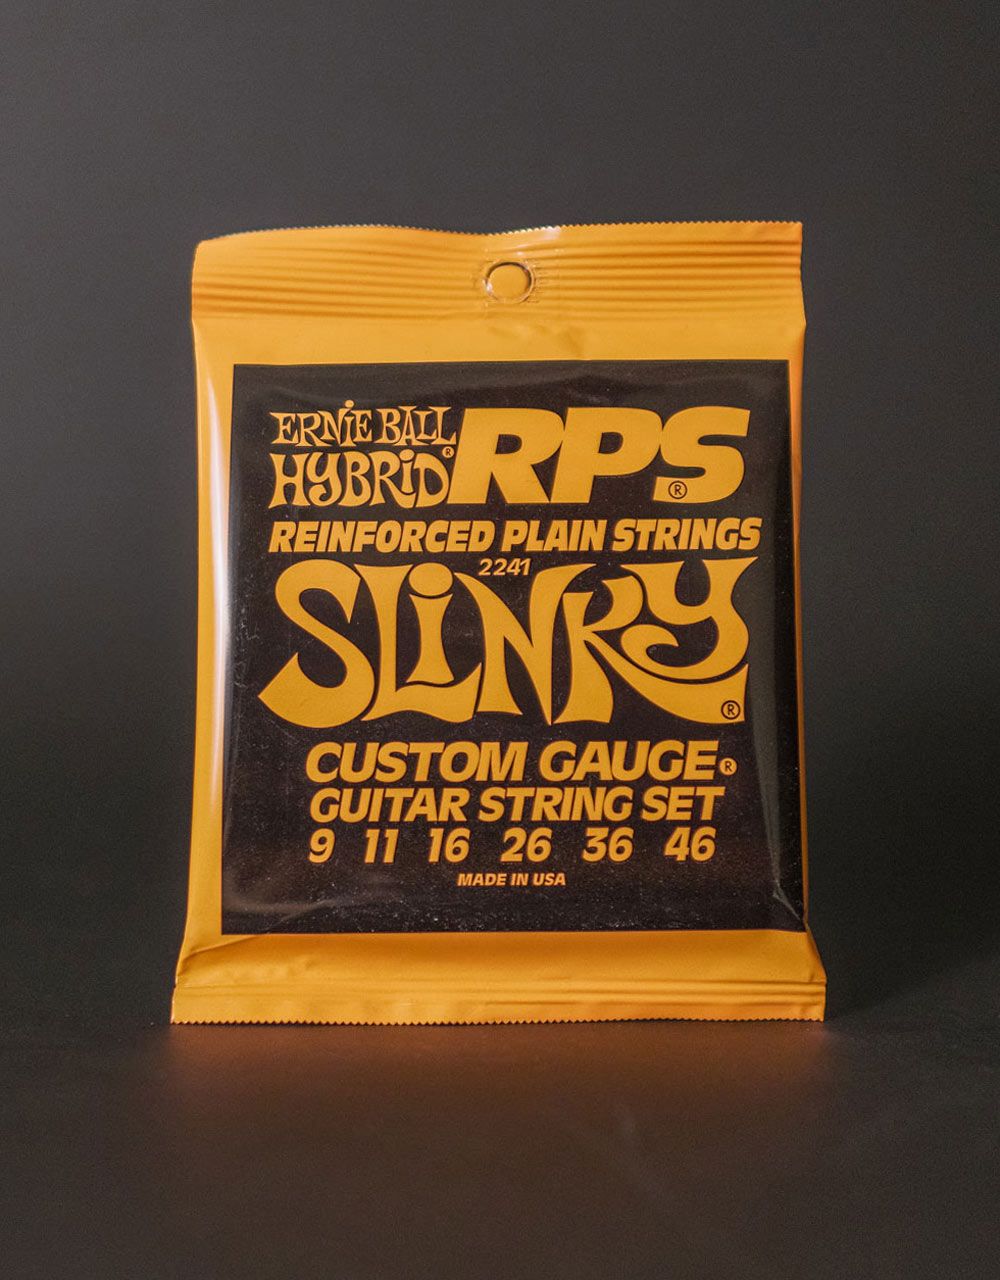 ERNiE BALL
HYBRiD® RPS®
REINFORCED PLAIN STRINGS
2241
SLiNKY®
CUSTOM GAUGE®
GUITAR STRING SET
9 11 16 26 36 46
MADE IN USA